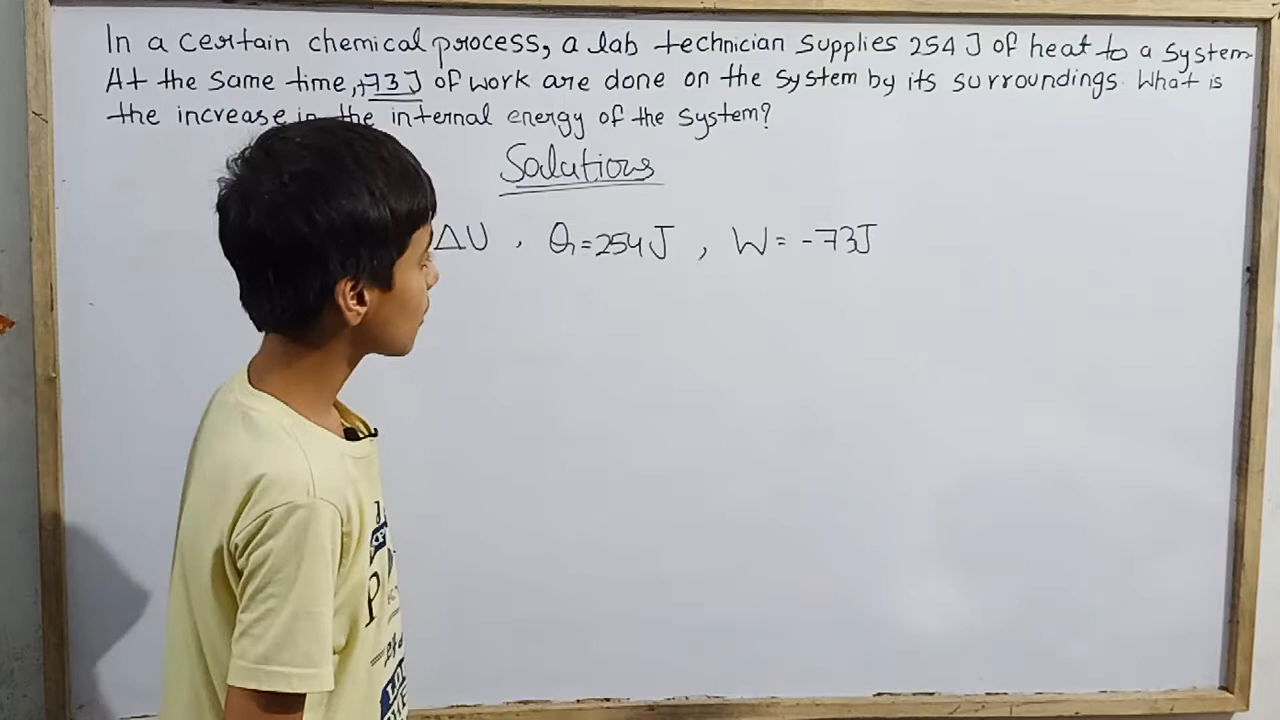 In a certain chemical process, a lab technician supplies 254 J of heat to a system.
At the same time, +73 J of work are done on the system by its surroundings. What is
the increase in the internal energy of the system?
Solutions
ΔU , Q=254J , W= -73J
P